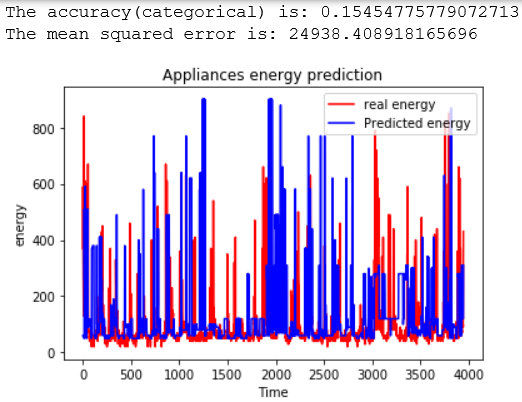 The accuracy(categorical) is: 0.15454775779072713
The mean squared error is: 24938.408918165696
Appliances energy prediction
real energy
Predicted energy
800
600
400
200
0
energy
0 500 1000 1500 2000 2500 3000 3500 4000
Time